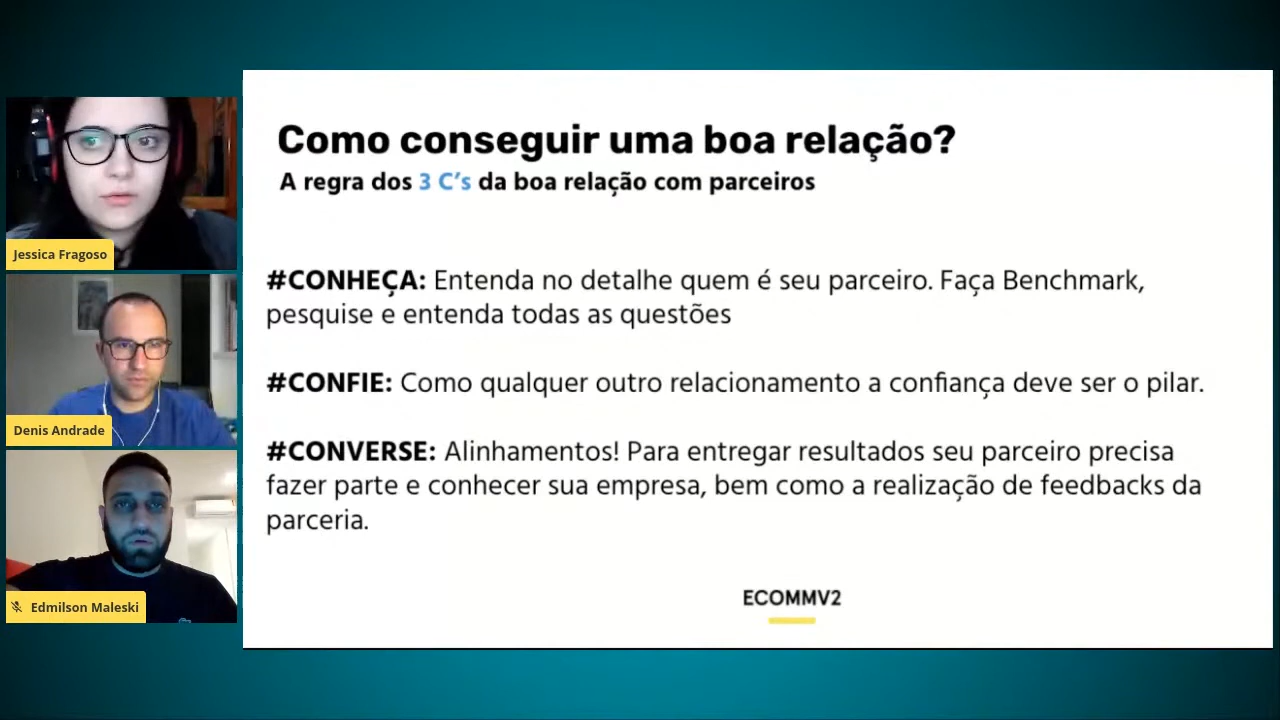 Jessica Fragoso
Denis Andrade
Edmilson Maleski
Como conseguir uma boa relação?
A regra dos 3 C’s da boa relação com parceiros
#CONHEÇA: Entenda no detalhe quem é seu parceiro. Faça Benchmark,
pesquise e entenda todas as questões
#CONFIE: Como qualquer outro relacionamento a confiança deve ser o pilar.
#CONVERSE: Alinhamentos! Para entregar resultados seu parceiro precisa
fazer parte e conhecer sua empresa, bem como a realização de feedbacks da
parceria.
ECOMMV2